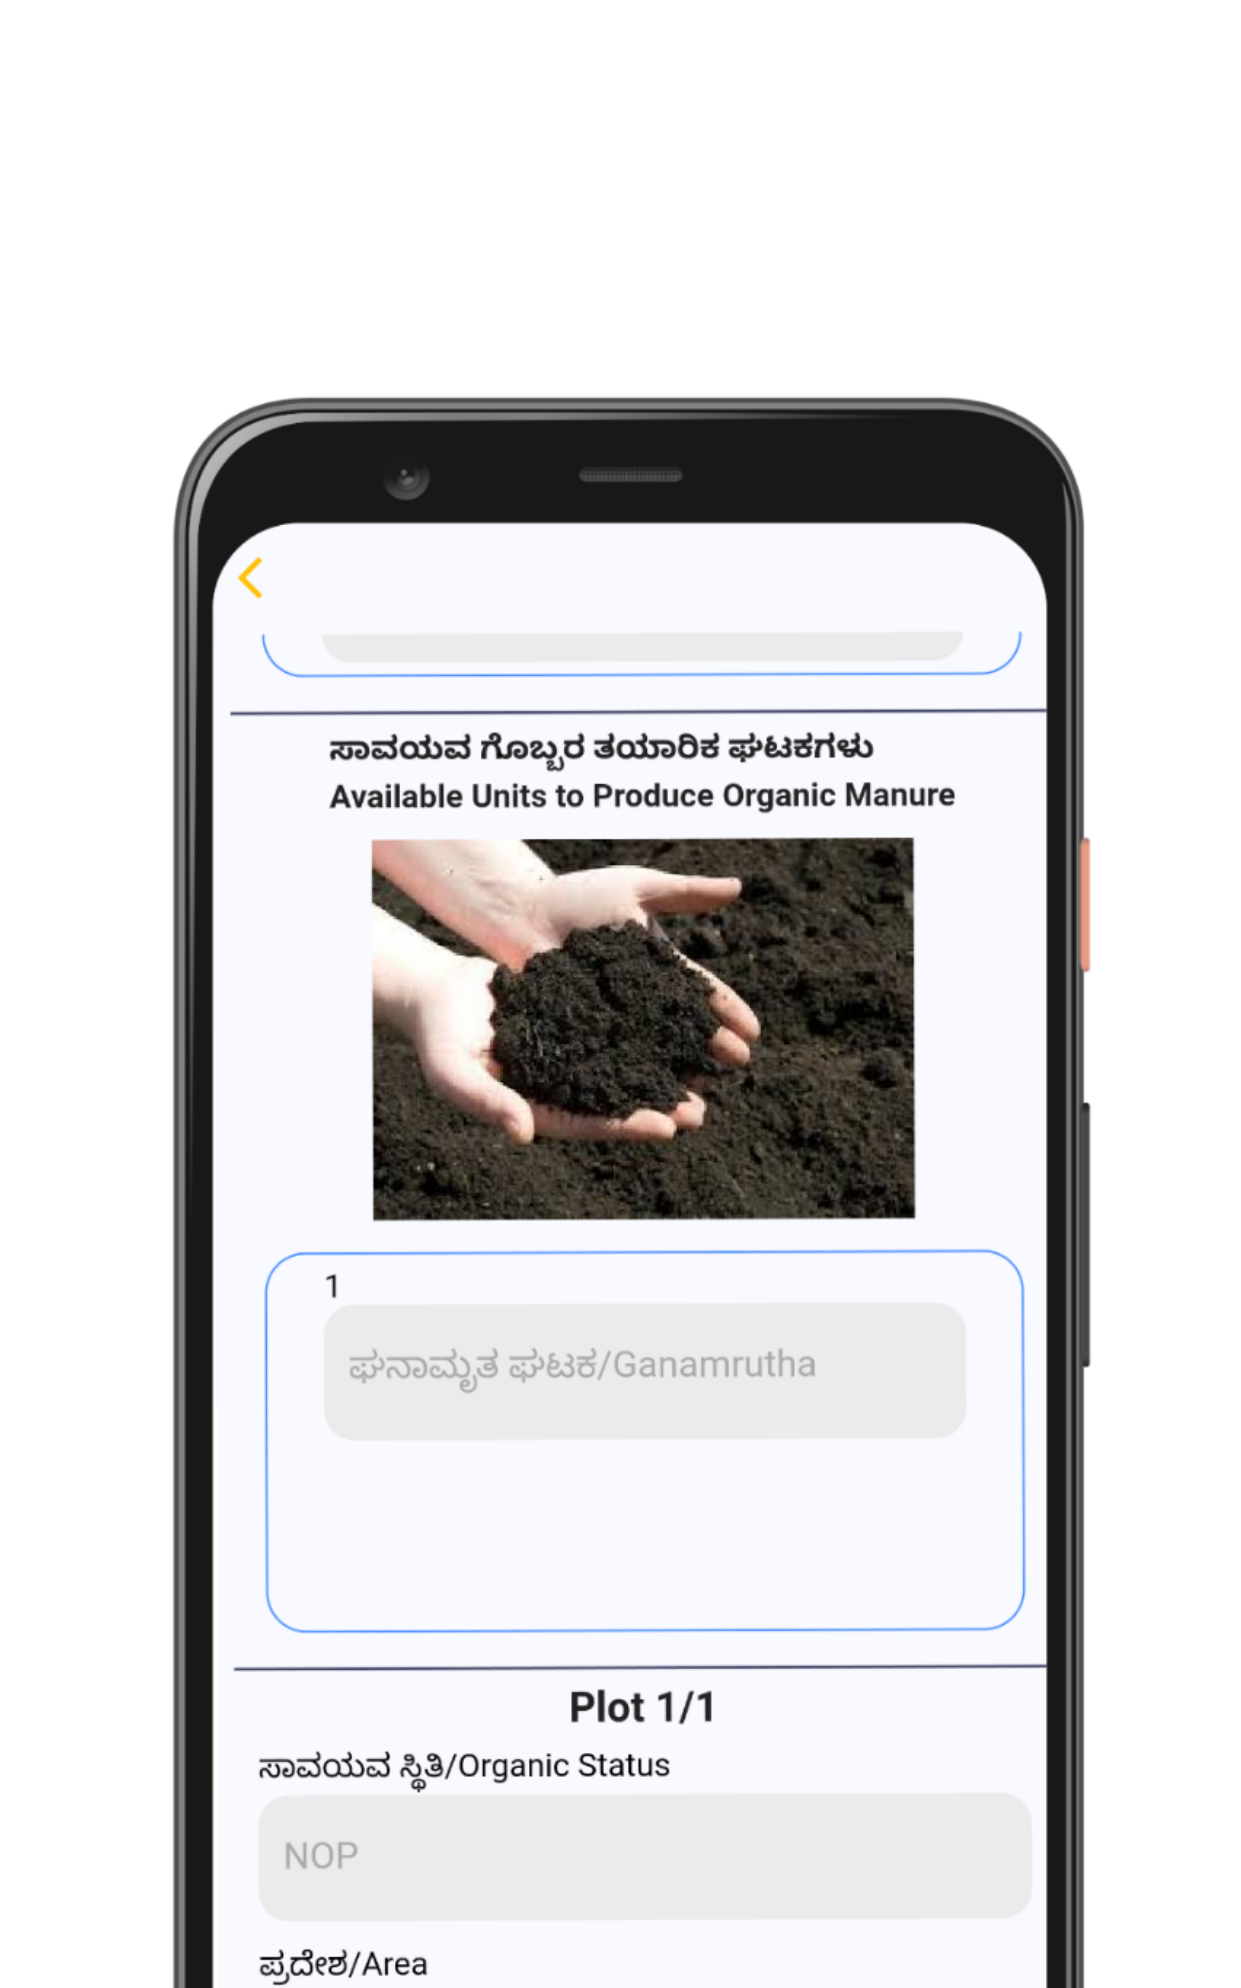 ಸಾವಯವ ಗೊಬ್ಬರ ತಯಾರಿಕ ಘಟಕಗಳು
Available Units to Produce Organic Manure
1
ಘನಾಮೃತ ಘಟಕ/Ganamrutha
Plot 1/1
ಸಾವಯವ ಸ್ಥಿತಿ/Organic Status
NOP
ಪ್ರದೇಶ/Area